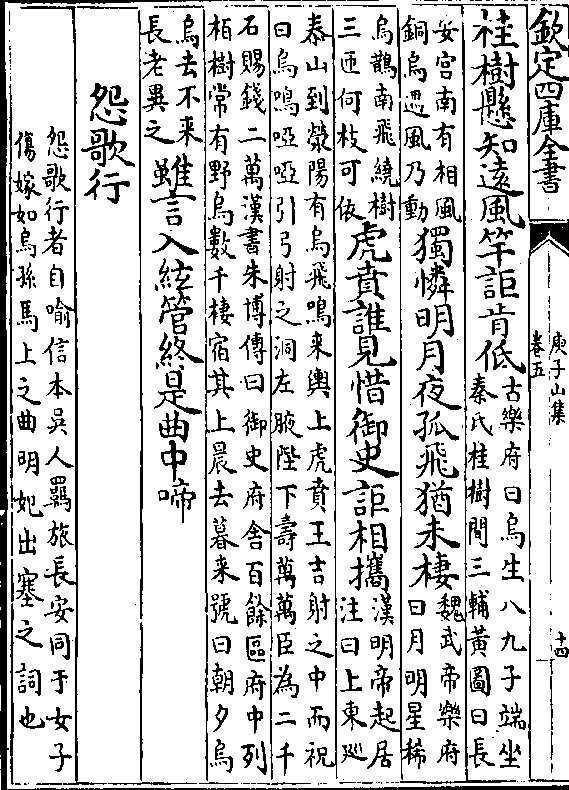 欽定四庫全書
庾子山集
卷五
十四
桂樹懸知遠風竿詎肯低
古樂府曰烏生八九子端坐
秦氏桂樹間三輔黃圖曰長
安宮南有相風
銅烏遇風乃動
獨憐明月夜孤飛猶未棲
魏武帝樂府
曰月明星稀
烏鵲南飛繞樹
三匝何枝可依
虎賁誰見惜御史詎相攜
漢明帝起居
注曰上東廵
泰山到滎陽有烏飛鳴来輿上虎賁王吉射之中而祝
曰烏鳴啞啞引弓射之洞左腋陛下壽萬萬臣為二千
石賜錢二萬漢書朱博傳曰御史府舍百餘區府中列
栢樹常有野烏數千棲宿其上晨去暮来號曰朝夕烏
烏去不来
長老異之
雖言入絃管終是曲中啼
怨歌行
怨歌行者自喻信本吳人羈旅長安同于女子
傷嫁如烏孫馬上之曲明妃出塞之詞也